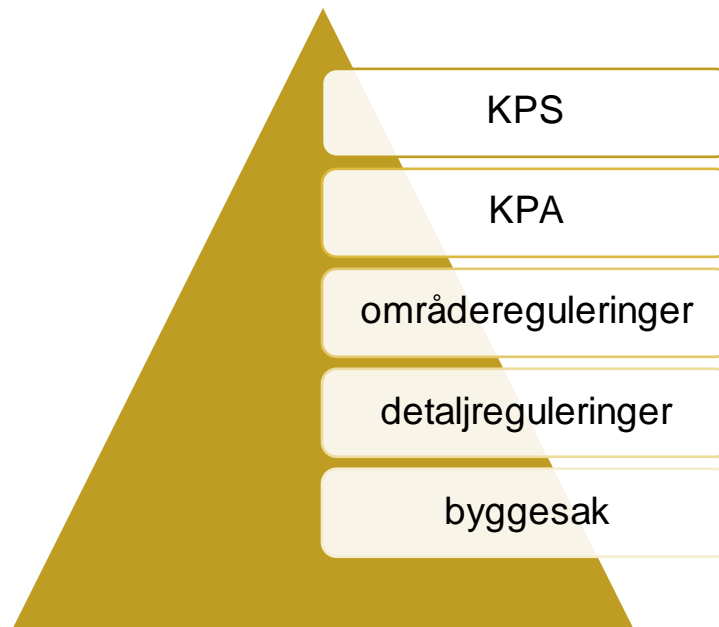 KPS
KPA
områdereguleringer
detaljreguleringer
byggesak